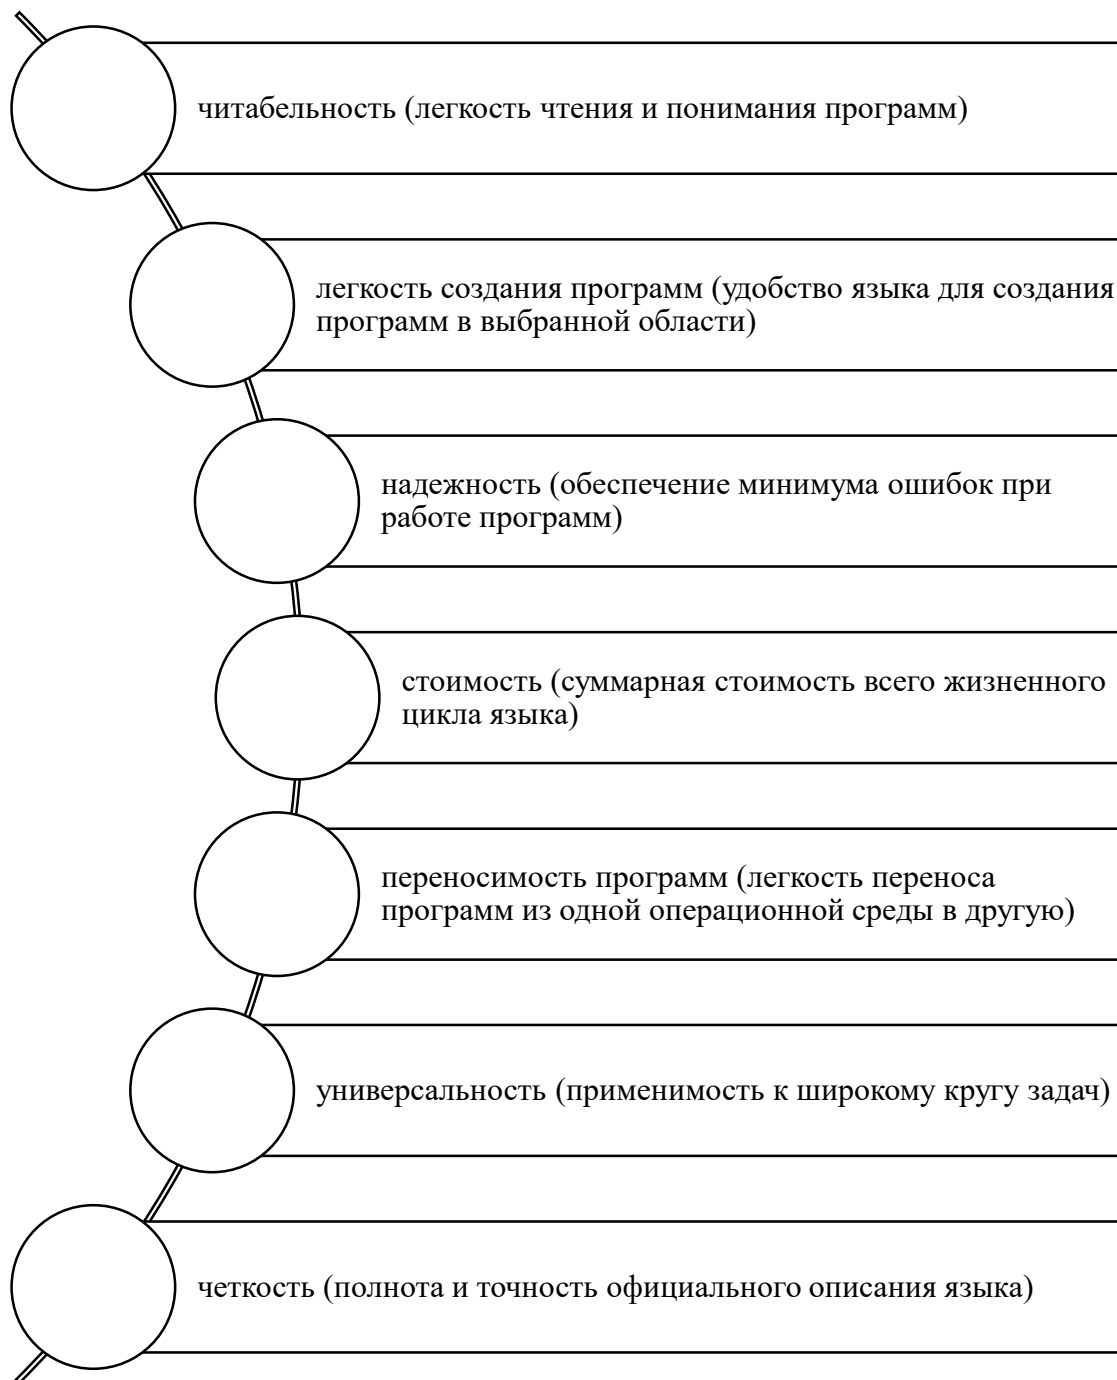 читабельность (легкость чтения и понимания программ)
легкость создания программ (удобство языка для создания
программ в выбранной области)
надежность (обеспечение минимума ошибок при
работе программ)
стоимость (суммарная стоимость всего жизненного
цикла языка)
переносимость программ (легкость переноса
программ из одной операционной среды в другую)
универсальность (применимость к широкому кругу задач)
четкость (полнота и точность официального описания языка)